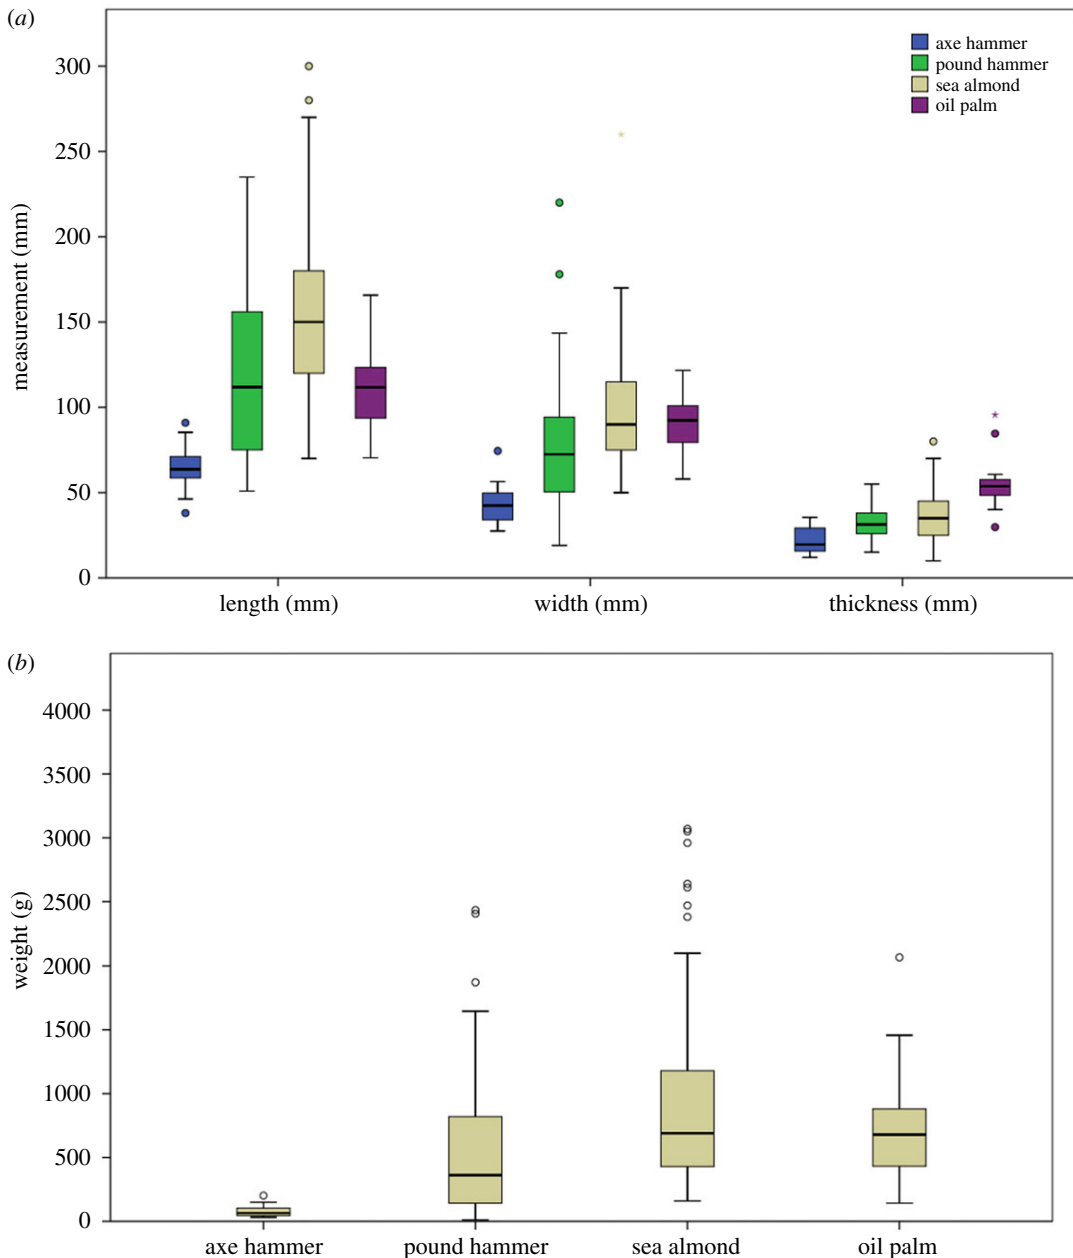 (a)
axe hammer
pound hammer
sea almond
oil palm
measurement (mm)
300
250
200
150
100
50
0
length (mm) width (mm) thickness (mm)
(b)
weight (g)
4000
3500
3000
2500
2000
1500
1000
500
0
axe hammer pound hammer sea almond oil palm